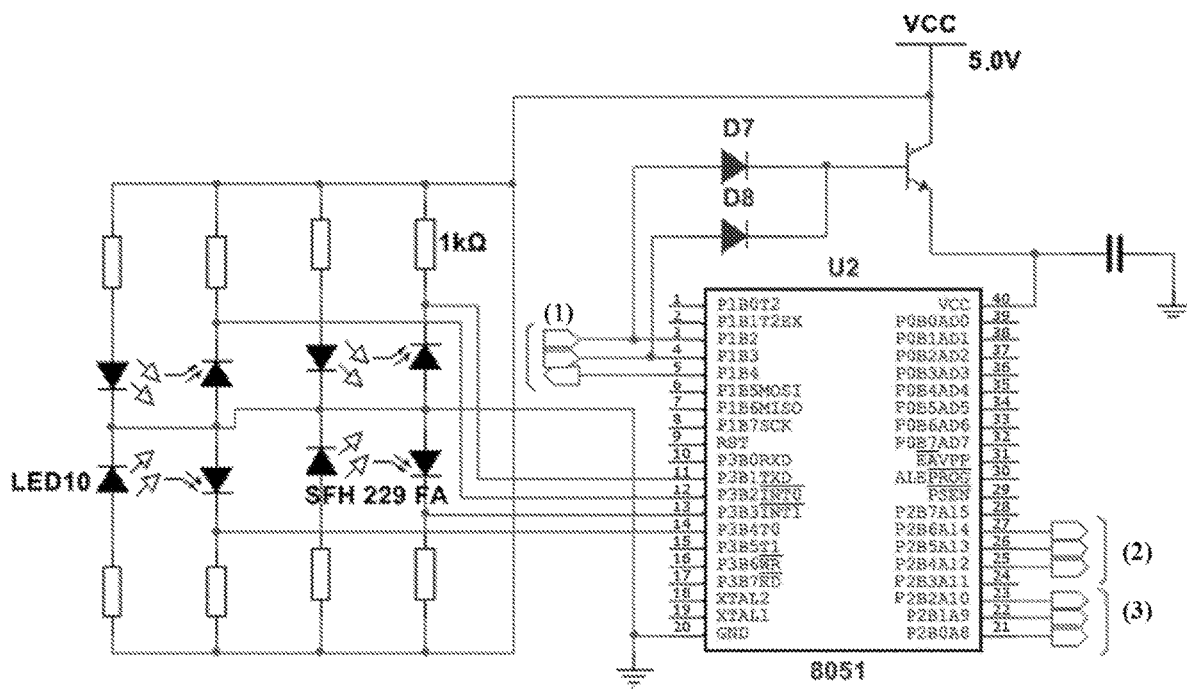 VCC
5.0V
D7
D8
1kΩ
U2
(1)
LED10
SFH 229 FA
1 P1B0T2
2 P1B1T2EX
3 P1B2
4 P1B3
5 P1B4
6 P1B5MOSI
7 P1B6MISO
8 P1B7SCK
9 RST
10 P3B0RXD
11 P3B1TXD
12 P3B2INT0
13 P3B3INT1
14 P3B4T0
15 P3B5T1
16 P3B6WR
17 P3B7RD
18 XTAL2
19 XTAL1
20 GND
VCC 40
P0B0AD0 39
P0B1AD1 38
P0B2AD2 37
P0B3AD3 36
P0B4AD4 35
P0B5AD5 34
P0B6AD6 33
P0B7AD7 32
EAVPP 31
ALEPROG 30
PSEN 29
P2B7A15 28
P2B6A14 27
P2B5A13 26
P2B4A12 25
P2B3A11 24
P2B2A10 23
P2B1A9 22
P2B0A8 21
(2)
(3)
8051